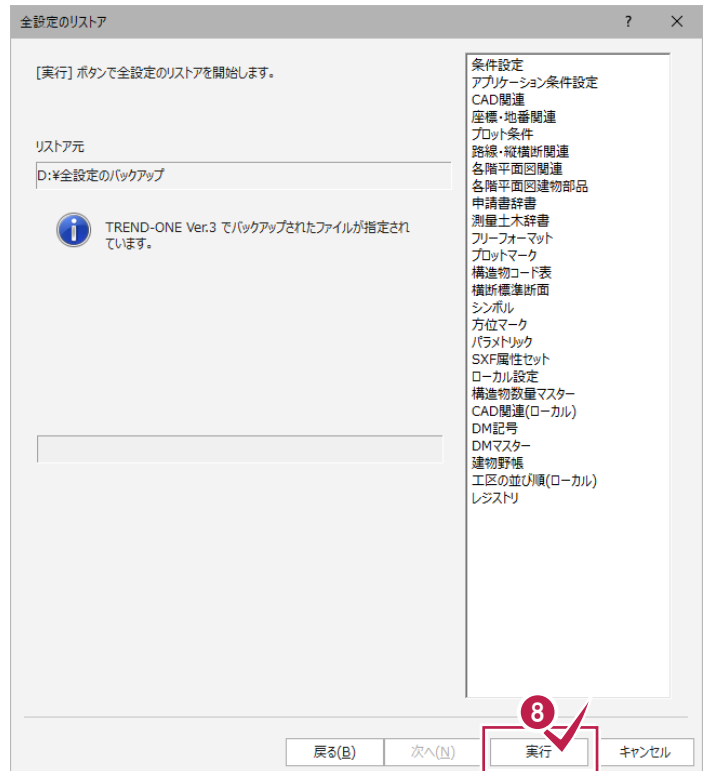 全設定のリストア
? ×
[実行] ボタンで全設定のリストアを開始します。
リストア元
D:¥全設定のバックアップ
TREND-ONE Ver.3 でバックアップされたファイルが指定され
ています。
条件設定
アプリケーション条件設定
CAD関連
座標・地番関連
プロット条件
路線・縦横断関連
各階平面図関連
各階平面図建物部品
申請書辞書
測量土木辞書
フリーフォーマット
プロットマーク
構造物コード表
横断標準断面
シンボル
方位マーク
パラメトリック
SXF属性セット
ローカル設定
構造物数量マスター
CAD関連(ローカル)
DM記号
DMマスター
建物野帳
工区の並び順(ローカル)
レジストリ
8
戻る(B) 次へ(N) 実行 キャンセル